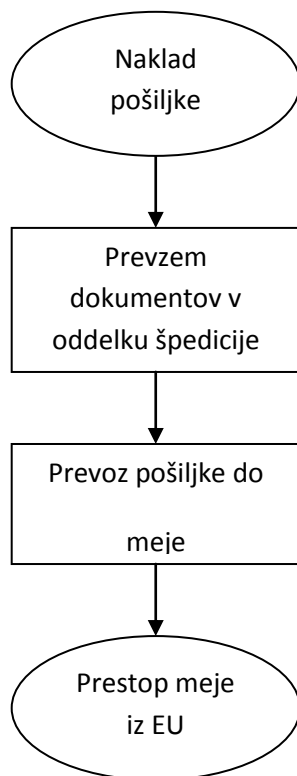 Naklad
pošiljke
Prevzem
dokumentov v
oddelku špedicije
Prevoz pošiljke do
meje
Prestop meje
iz EU